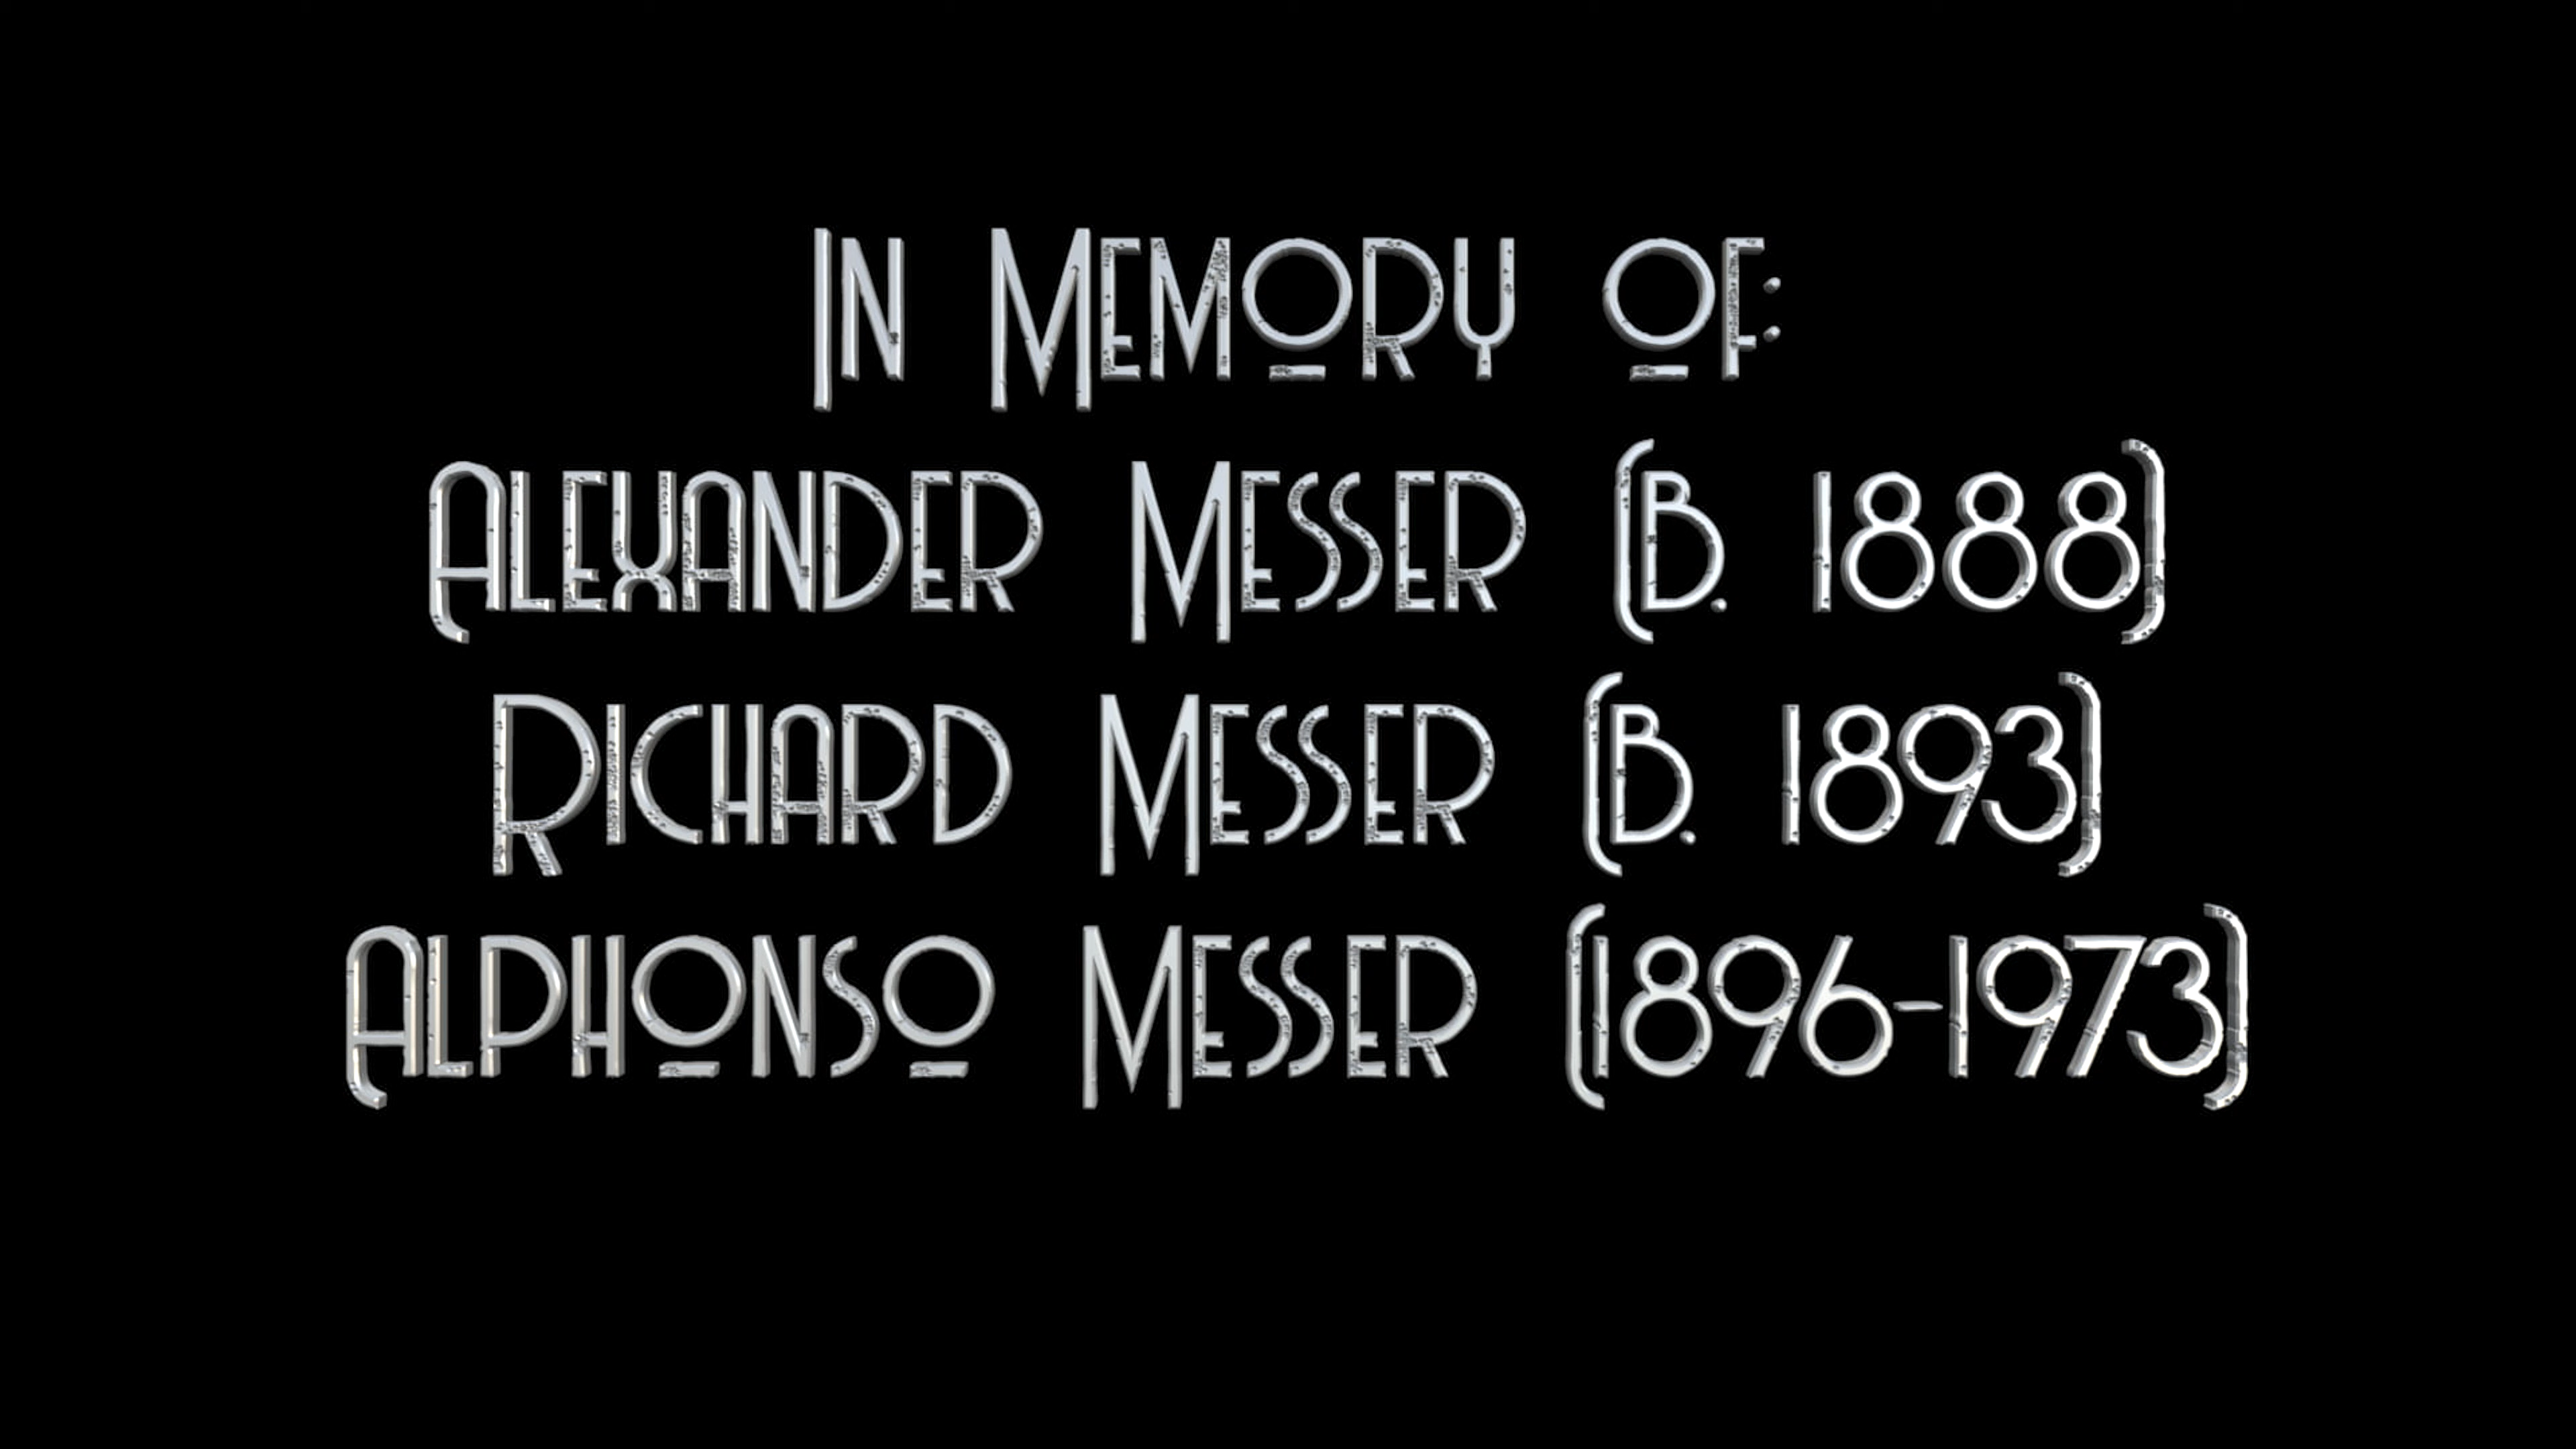 In Memory of:
Alexander Messer (B. 1888)
Richard Messer (B. 1893)
Alphonso Messer (1896-1973)